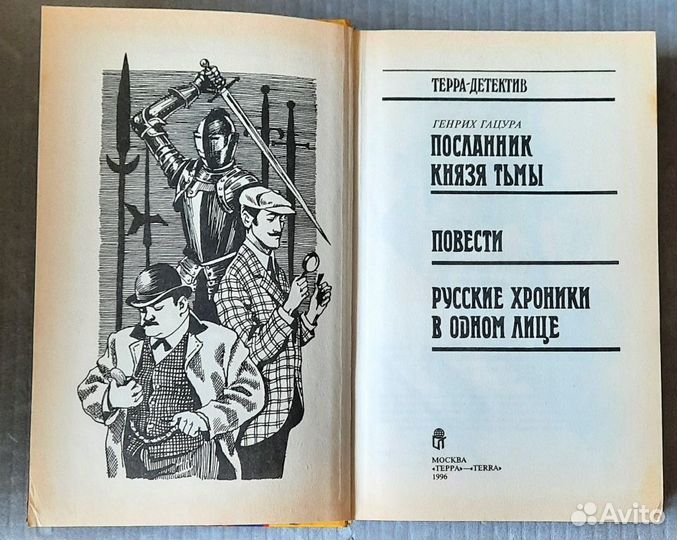 ТЕРРА-ДЕТЕКТИВ
ГЕНРИХ ГАЦУРА
ПОСЛАННИК
КНЯЗЯ ТЬМЫ
ПОВЕСТИ
РУССКИЕ ХРОНИКИ
В ОДНОМ ЛИЦЕ
МОСКВА
«ТЕРРА»—«TERRA»
1996
Avito